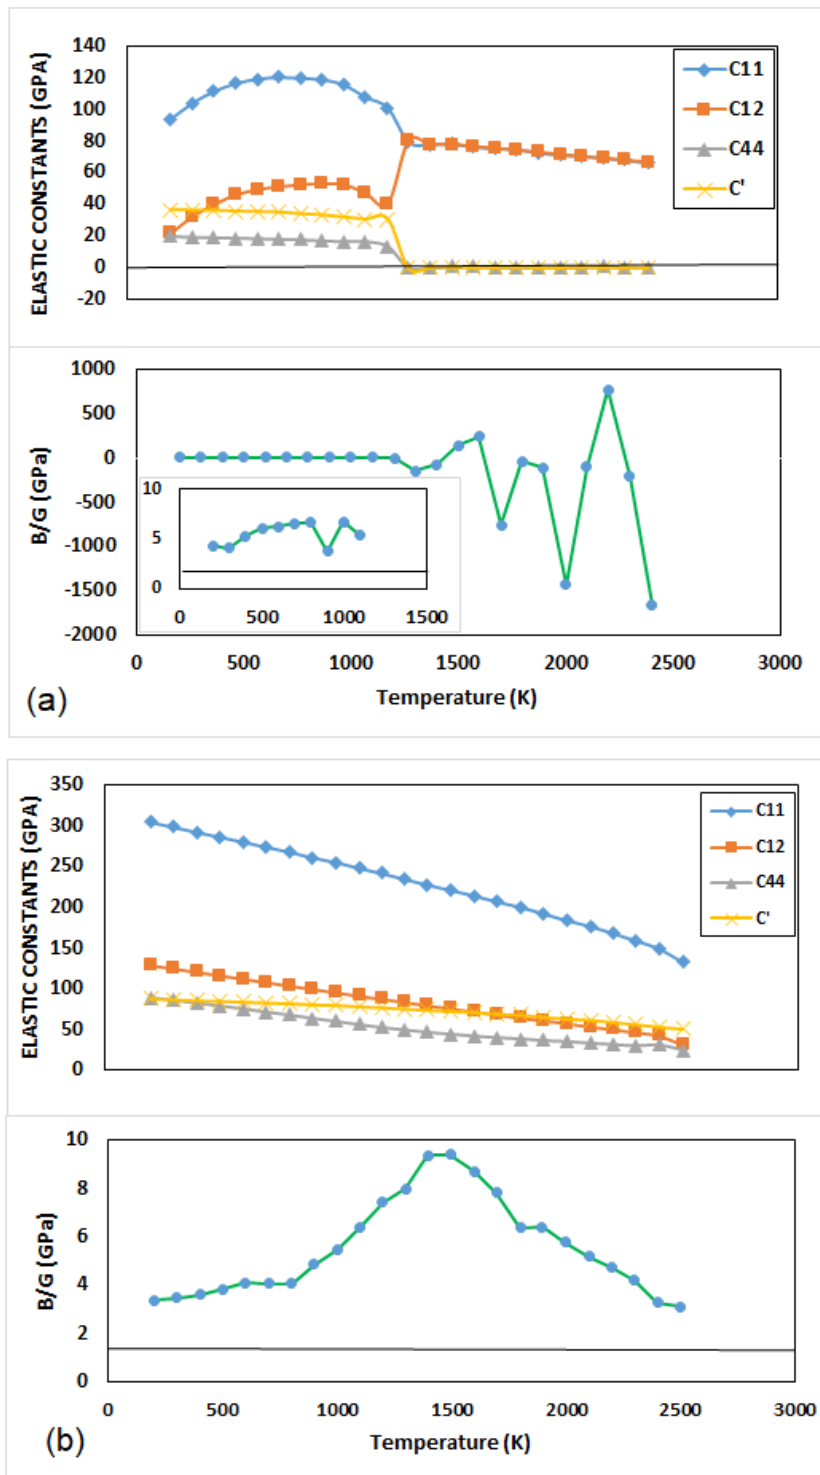 ELASTIC CONSTANTS (GPA)
140
120
100
80
60
40
20
0
-20
C11
C12
C44
C'
B/G (GPa)
1000
500
0
-500
-1000
-1500
-2000
10
5
0
0 500 1000 1500
0 500 1000 1500 2000 2500 3000
Temperature (K)
(a)
ELASTIC CONSTANTS (GPA)
350
300
250
200
150
100
50
0
C11
C12
C44
C'
B/G (GPa)
10
8
6
4
2
0
0 500 1000 1500 2000 2500 3000
Temperature (K)
(b)